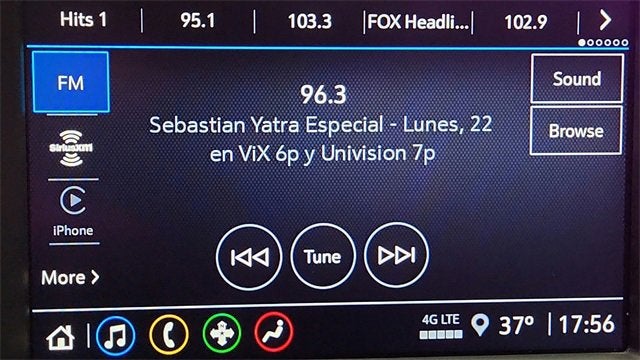 Hits 1 | 95.1 | 103.3 | FOX Headli... | 102.9
FM
SiriusXM
iPhone
More
96.3
Sebastian Yatra Especial - Lunes, 22
en ViX 6p y Univision 7p
Sound
Browse
Tune
4G LTE
37° | 17:56